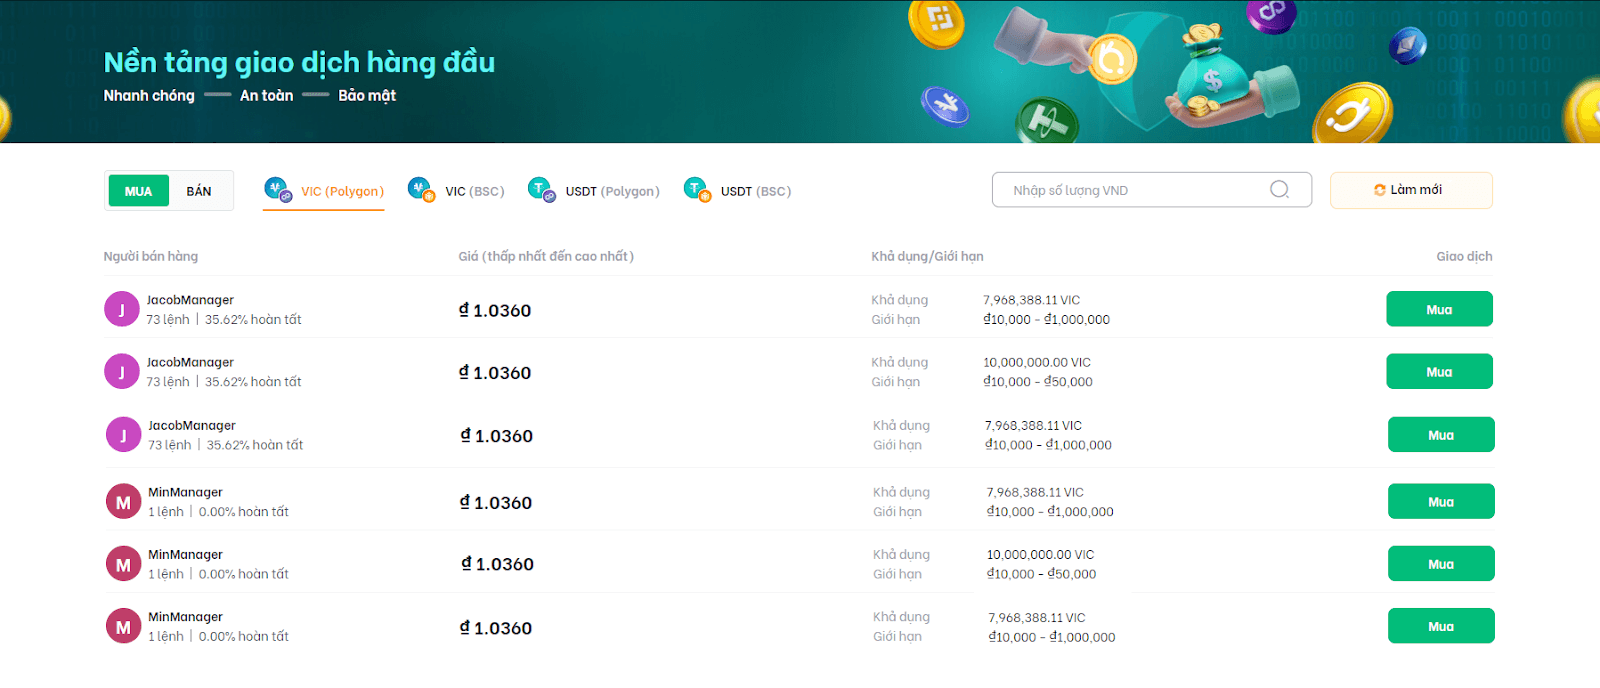 Nền tảng giao dịch hàng đầu
Nhanh chóng — An toàn — Bảo mật
MUA BÁN VIC (Polygon) VIC (BSC) USDT (Polygon) USDT (BSC) Nhập số lượng VND Làm mới
Người bán hàng Giá (thấp nhất đến cao nhất) Khả dụng/Giới hạn Giao dịch
J JacobManager
73 lệnh | 35.62% hoàn tất
₫ 1.0360
Khả dụng 7,968,388.11 VIC
Giới hạn ₫10,000 - ₫1,000,000
Mua
J JacobManager
73 lệnh | 35.62% hoàn tất
₫ 1.0360
Khả dụng 10,000,000.00 VIC
Giới hạn ₫10,000 - ₫50,000
Mua
J JacobManager
73 lệnh | 35.62% hoàn tất
₫ 1.0360
Khả dụng 7,968,388.11 VIC
Giới hạn ₫10,000 - ₫1,000,000
Mua
M MinManager
1 lệnh | 0.00% hoàn tất
₫ 1.0360
Khả dụng 7,968,388.11 VIC
Giới hạn ₫10,000 - ₫1,000,000
Mua
M MinManager
1 lệnh | 0.00% hoàn tất
₫ 1.0360
Khả dụng 10,000,000.00 VIC
Giới hạn ₫10,000 - ₫50,000
Mua
M MinManager
1 lệnh | 0.00% hoàn tất
₫ 1.0360
Khả dụng 7,968,388.11 VIC
Giới hạn ₫10,000 - ₫1,000,000
Mua